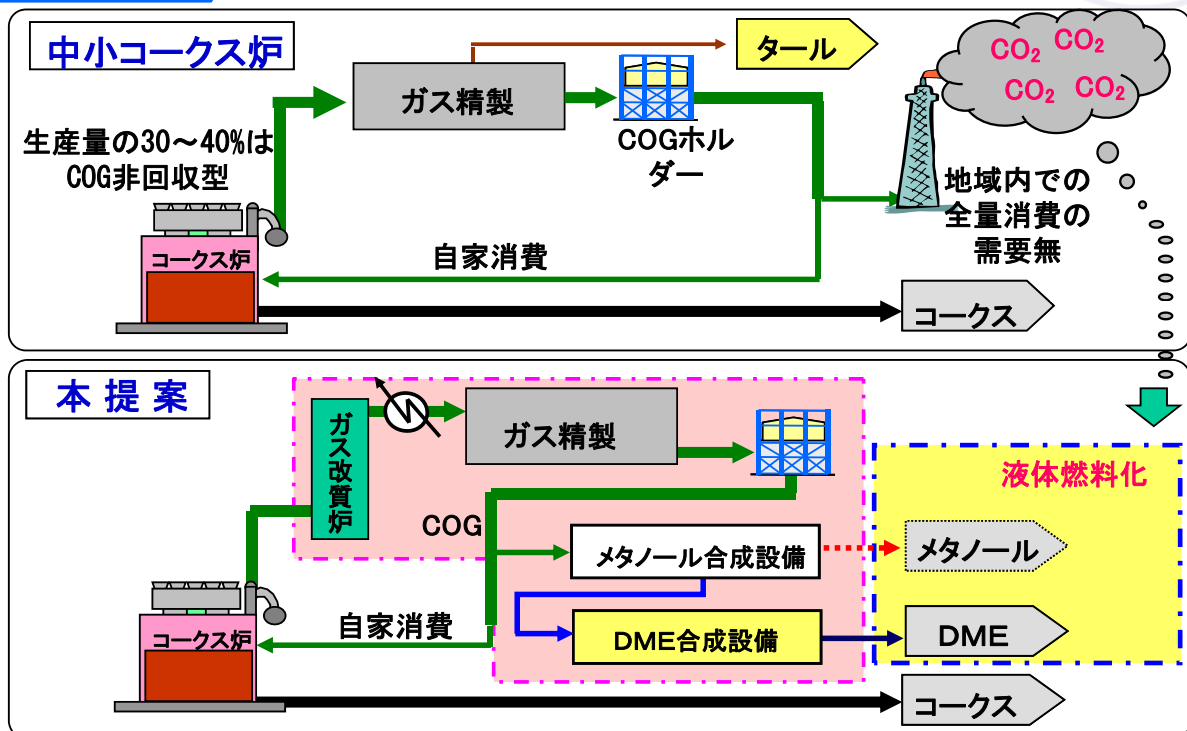 中小コークス炉
タール
CO2 CO2
CO2 CO2
ガス精製
COGホル
ダー
生産量の30～40%は
COG非回収型
地域内での
全量消費の
需要無
コークス炉
自家消費
コークス
本提案
ガス改質炉
ガス精製
液体燃料化
COG
メタノール合成設備
メタノール
自家消費
コークス炉
DME合成設備
DME
コークス